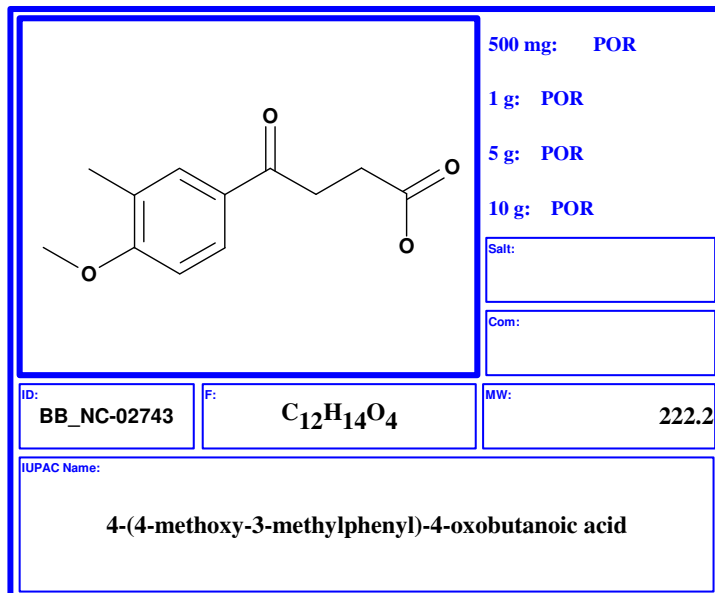 500 mg: POR
1 g: POR
5 g: POR
10 g: POR
O
O
O
O
Salt:
Com:
ID:
BB_NC-02743
F:
C12H14O4
MW:
222.2
IUPAC Name:
4-(4-methoxy-3-methylphenyl)-4-oxobutanoic acid